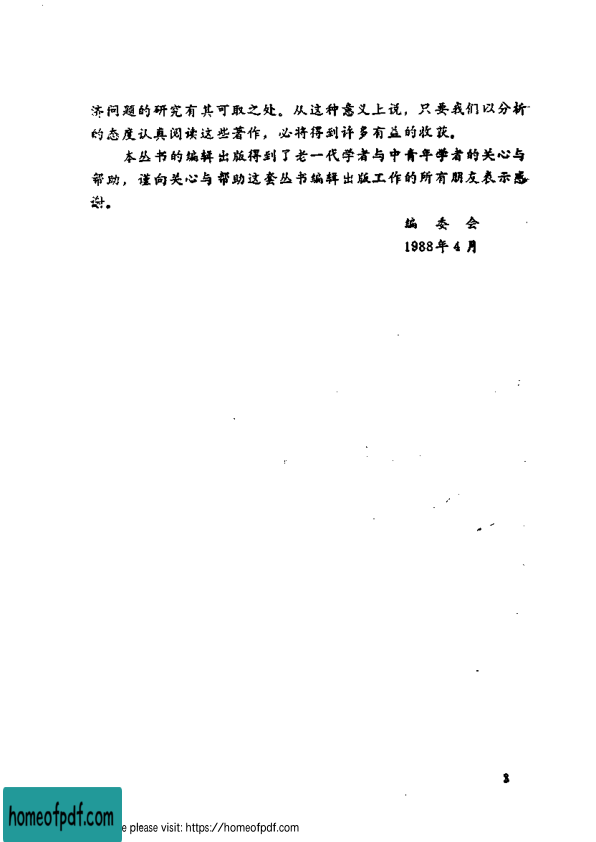 济问题的研究有其可取之处。从这种意义上说，只要我们以分析
的态度认真阅读这些著作，必将得到许多有益的收获。
本丛书的编辑出版得到了老一代学者与中青年学者的关心与
帮助，谨向关心与帮助这套丛书编辑出版工作的所有朋友表示感
谢。
编 委 会
1988年4月
3
homeofpdf.com
e please visit: https://homeofpdf.com